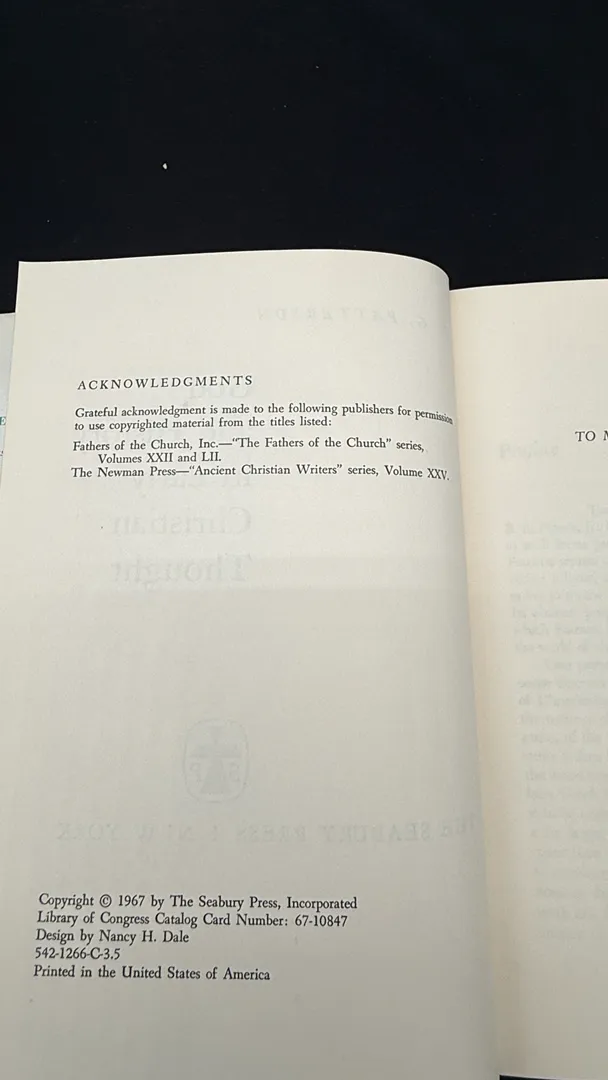 ACKNOWLEDGMENTS
Grateful acknowledgment is made to the following publishers for permission
to use copyrighted material from the titles listed:
Fathers of the Church, Inc.—"The Fathers of the Church" series,
Volumes XXII and LII.
The Newman Press—"Ancient Christian Writers" series, Volume XXV.
Copyright © 1967 by The Seabury Press, Incorporated
Library of Congress Catalog Card Number: 67-10847
Design by Nancy H. Dale
542-1266-C-3.5
Printed in the United States of America
TO